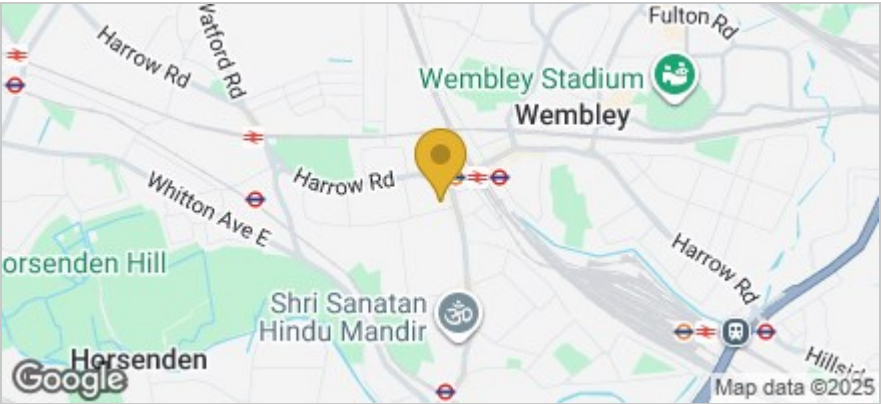 Fulton Rd
Harrow Rd
Watford Rd
Wembley Stadium
Wembley
Harrow Rd
Whitton Ave E
Harrow Rd
orsenden Hill
Shri Sanatan
Hindu Mandir
ॐ
Horsenden
Hillsid
Google
Map data ©2025